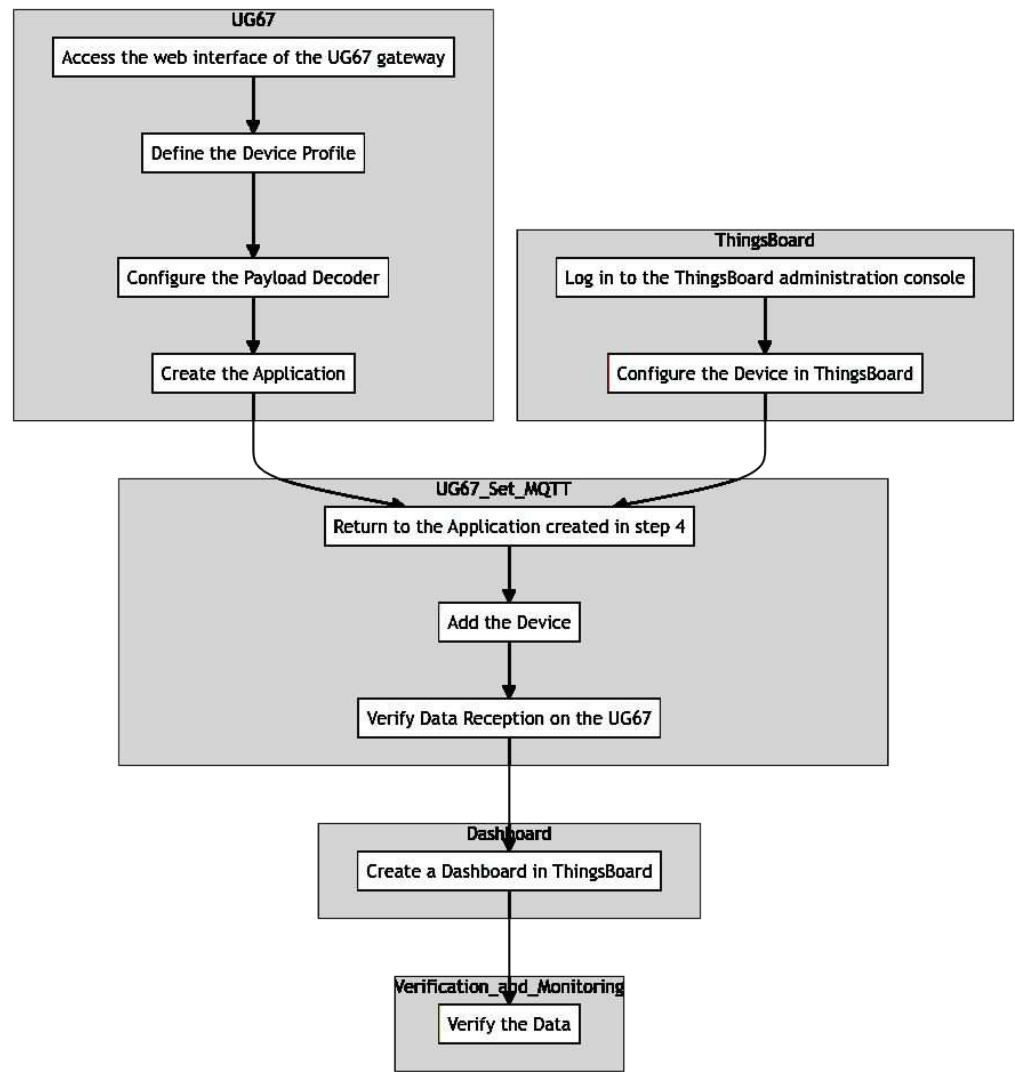 UG67
Access the web interface of the UG67 gateway
Define the Device Profile
Configure the Payload Decoder
Create the Application
ThingsBoard
Log in to the ThingsBoard administration console
Configure the Device in ThingsBoard
UG67_Set_MQTT
Return to the Application created in step 4
Add the Device
Verify Data Reception on the UG67
Dashboard
Create a Dashboard in ThingsBoard
Verification_and_Monitoring
Verify the Data